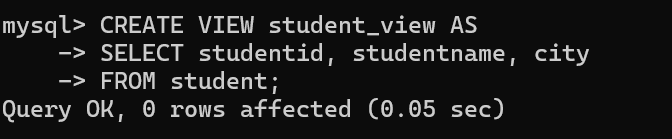 mysql> CREATE VIEW student_view AS
    -> SELECT studentid, studentname, city
    -> FROM student;
Query OK, 0 rows affected (0.05 sec)